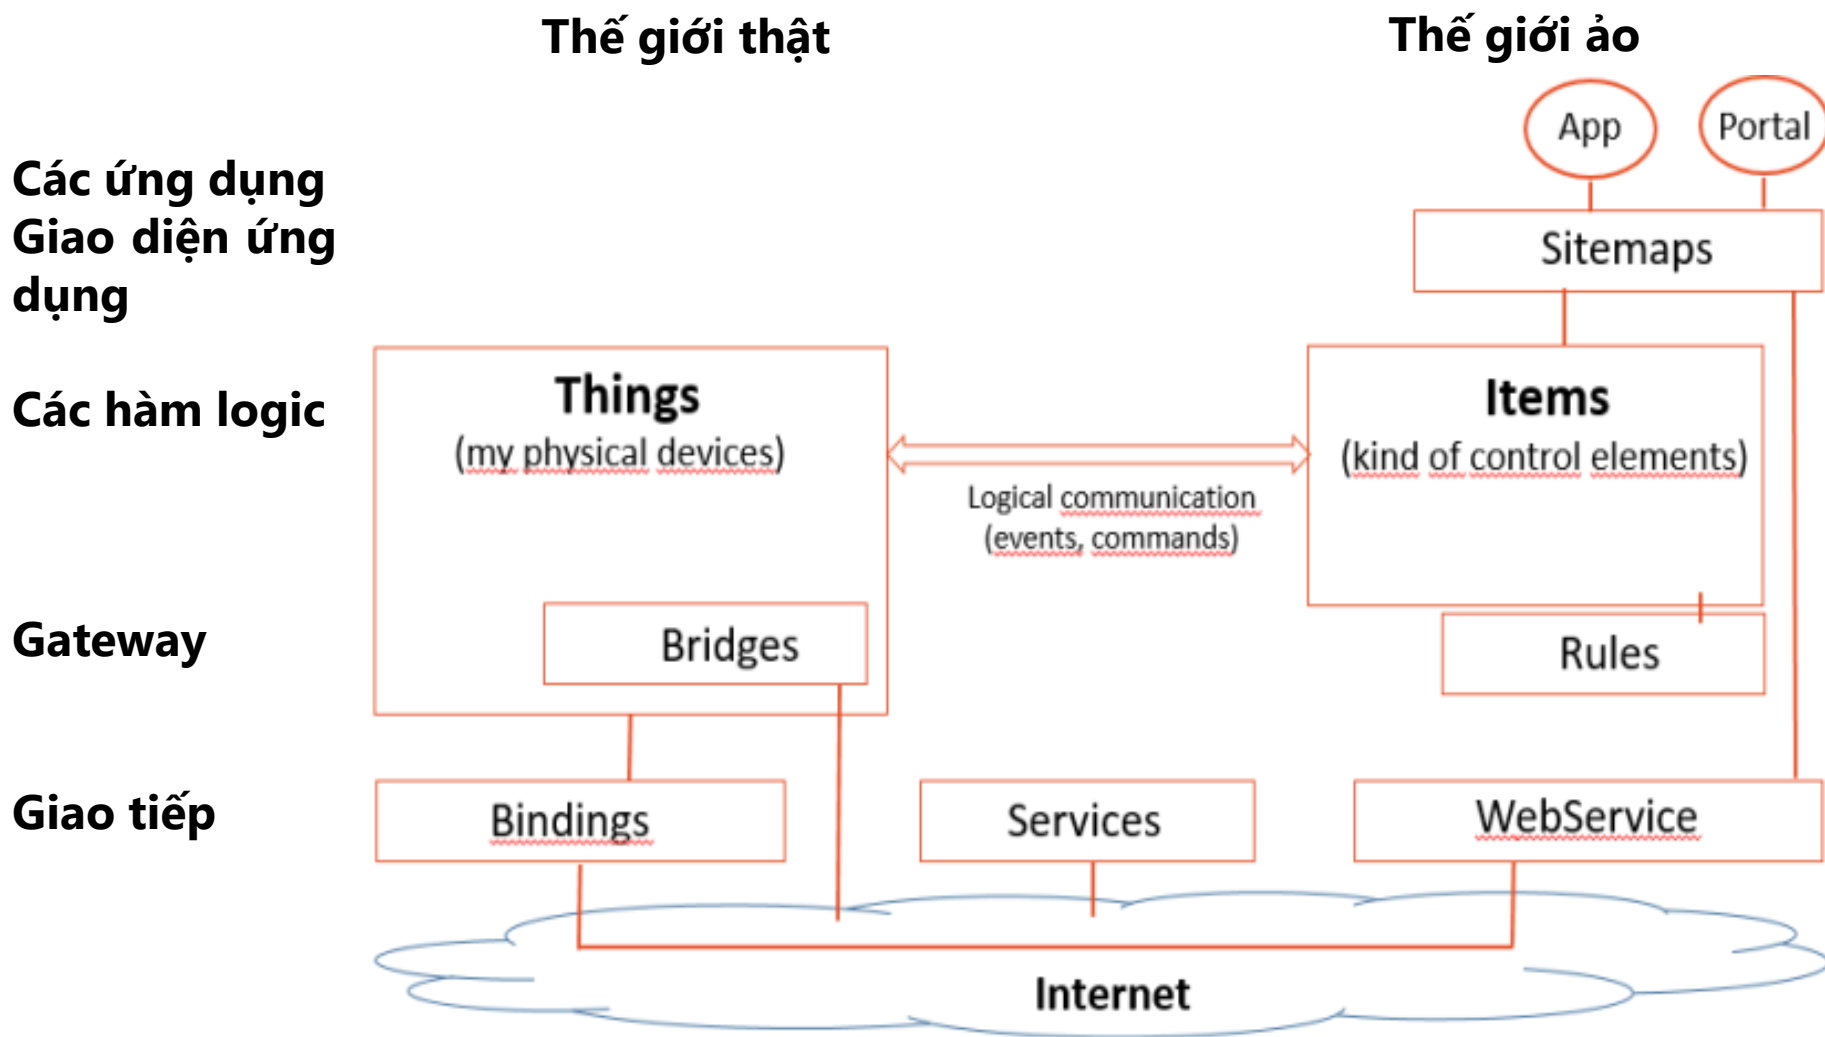 Thế giới thật
Thế giới ảo
App
Portal
Các ứng dụng
Giao diện ứng
dụng
Sitemaps
Các hàm logic
Things
(my physical devices)
Items
(kind of control elements)
Logical communication
(events, commands)
Gateway
Bridges
Rules
Giao tiếp
Bindings
Services
WebService
Internet